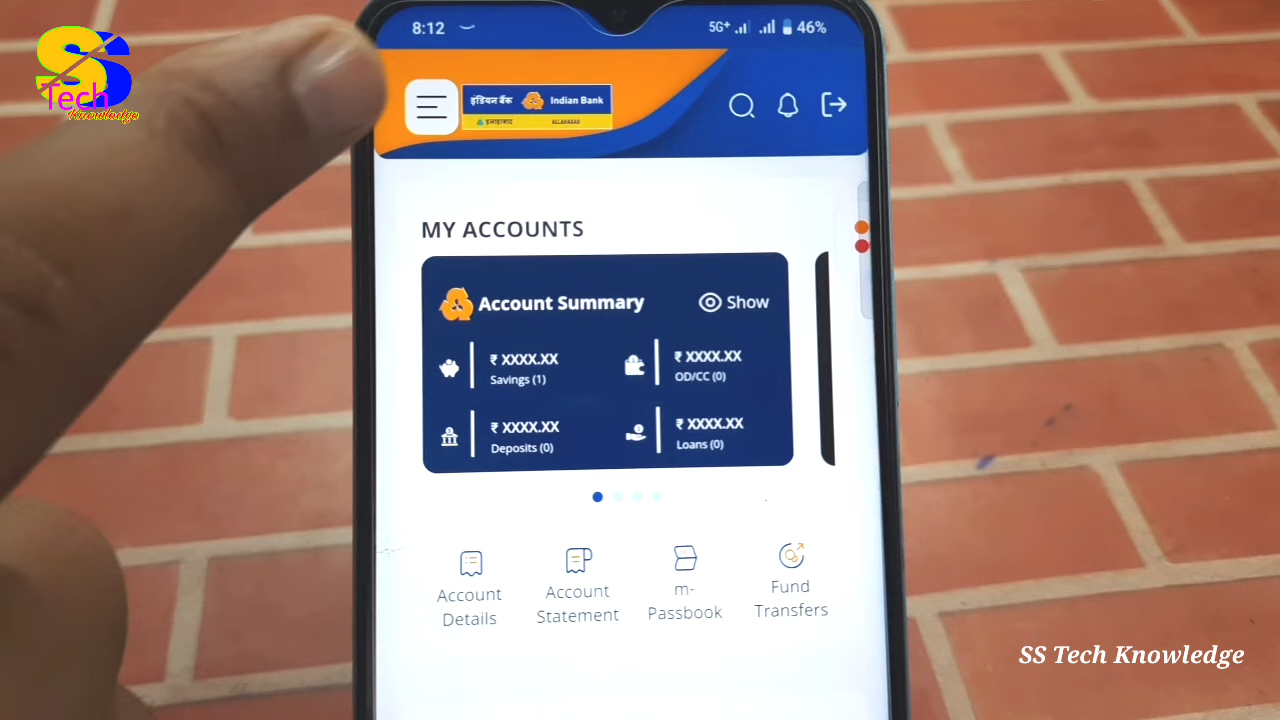 SS
Tech
Knowledge
8:12
5G+
46%
इंडियन बैंक Indian Bank
इलाहाबाद ALLAHABAD
MY ACCOUNTS
Account Summary
Show
₹ XXXX.XX
Savings (1)
₹ XXXX.XX
OD/CC (0)
₹ XXXX.XX
Deposits (0)
₹ XXXX.XX
Loans (0)
Account
Details
Account
Statement
m-
Passbook
Fund
Transfers
SS Tech Knowledge